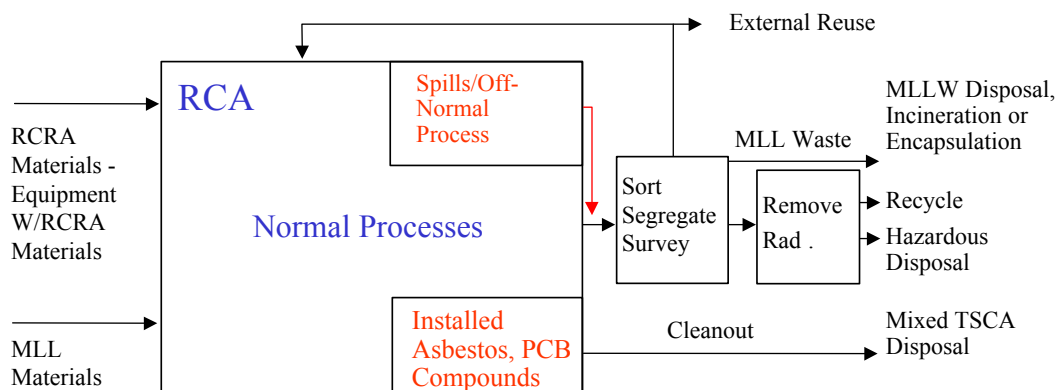 External Reuse
RCA
Spills/Off-
Normal
Process
RCRA
Materials -
Equipment
W/RCRA
Materials
Normal Processes
MLL
Materials
Installed
Asbestos, PCB
Compounds
Sort
Segregate
Survey
MLL Waste
MLLW Disposal,
Incineration or
Encapsulation
Remove
Rad .
Recycle
Hazardous
Disposal
Cleanout
Mixed TSCA
Disposal